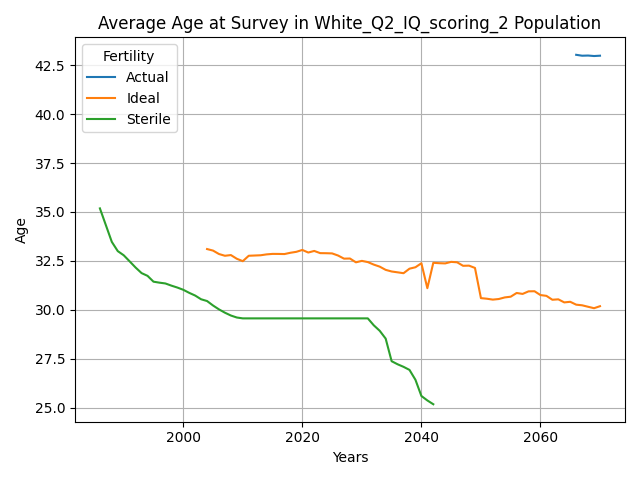 Average Age at Survey in White_Q2_IQ_scoring_2 Population
Fertility
Actual
Ideal
Sterile
Age
42.5
40.0
37.5
35.0
32.5
30.0
27.5
25.0
2000
2020
2040
2060
Years